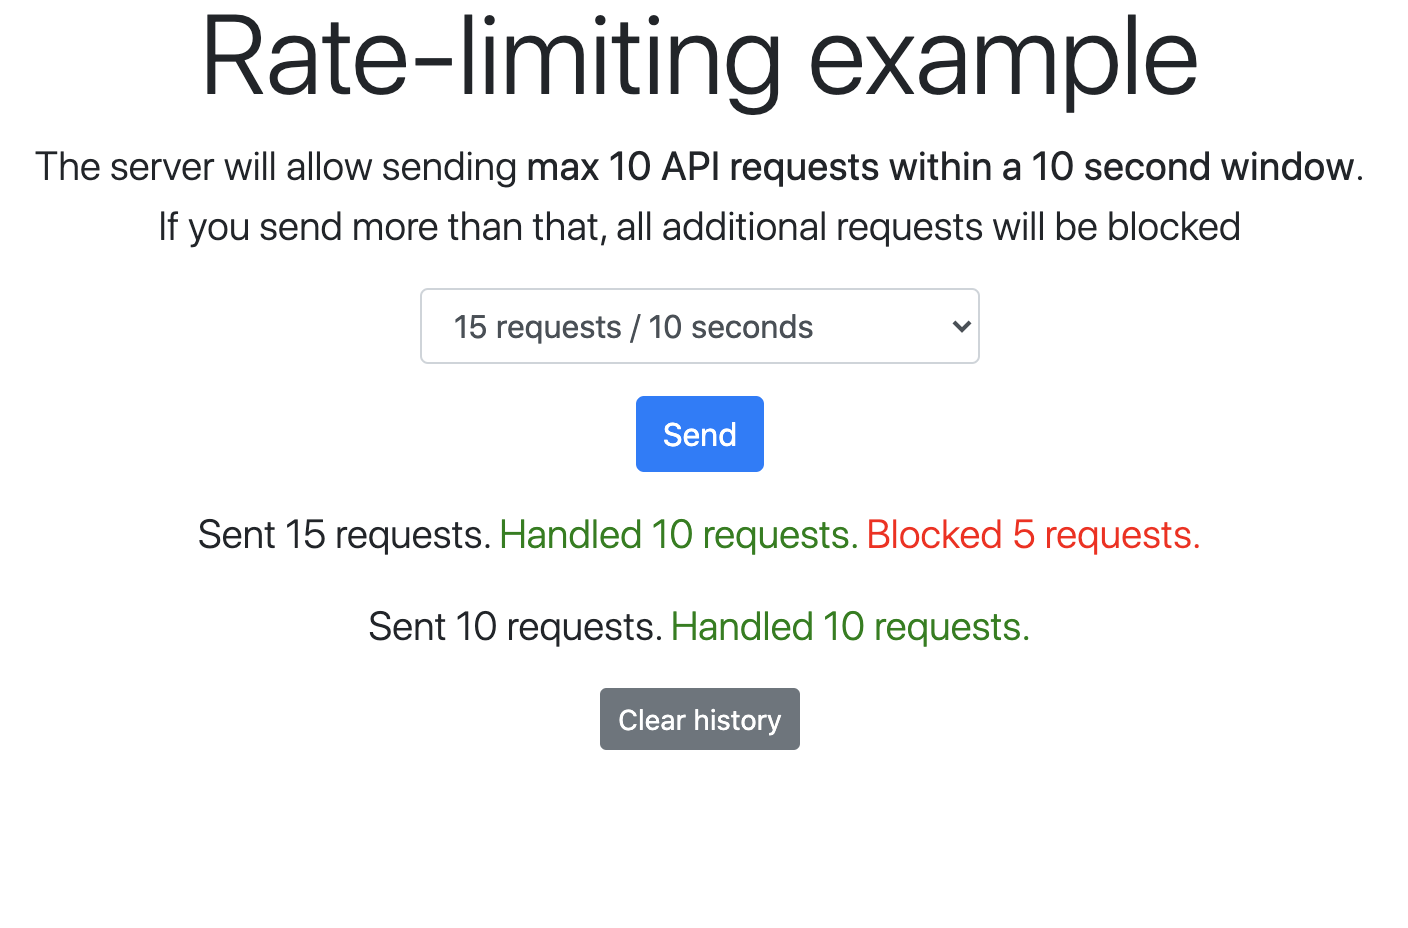 Rate-limiting example
The server will allow sending max 10 API requests within a 10 second window.
If you send more than that, all additional requests will be blocked
15 requests / 10 seconds
Send
Sent 15 requests. Handled 10 requests. Blocked 5 requests.
Sent 10 requests. Handled 10 requests.
Clear history